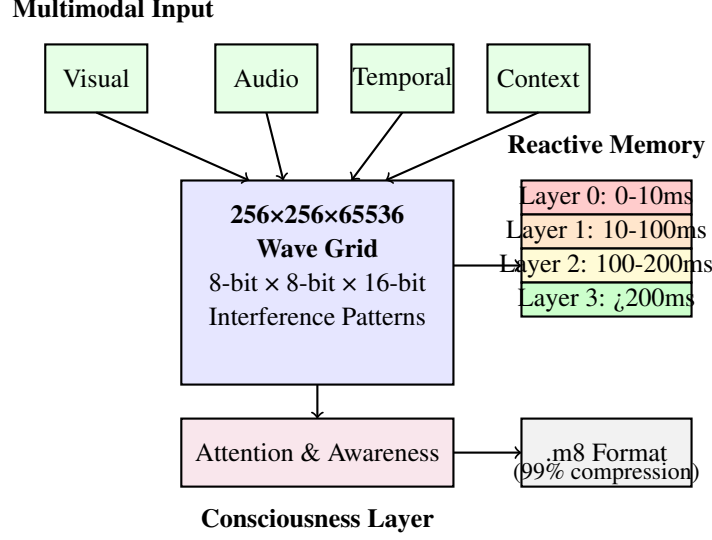 Multimodal Input
Visual
Audio
Temporal
Context
Reactive Memory
256×256×65536
Wave Grid
8-bit × 8-bit × 16-bit
Interference Patterns
Layer 0: 0-10ms
Layer 1: 10-100ms
Layer 2: 100-200ms
Layer 3: ¿200ms
Attention & Awareness
.m8 Format
(99% compression)
Consciousness Layer